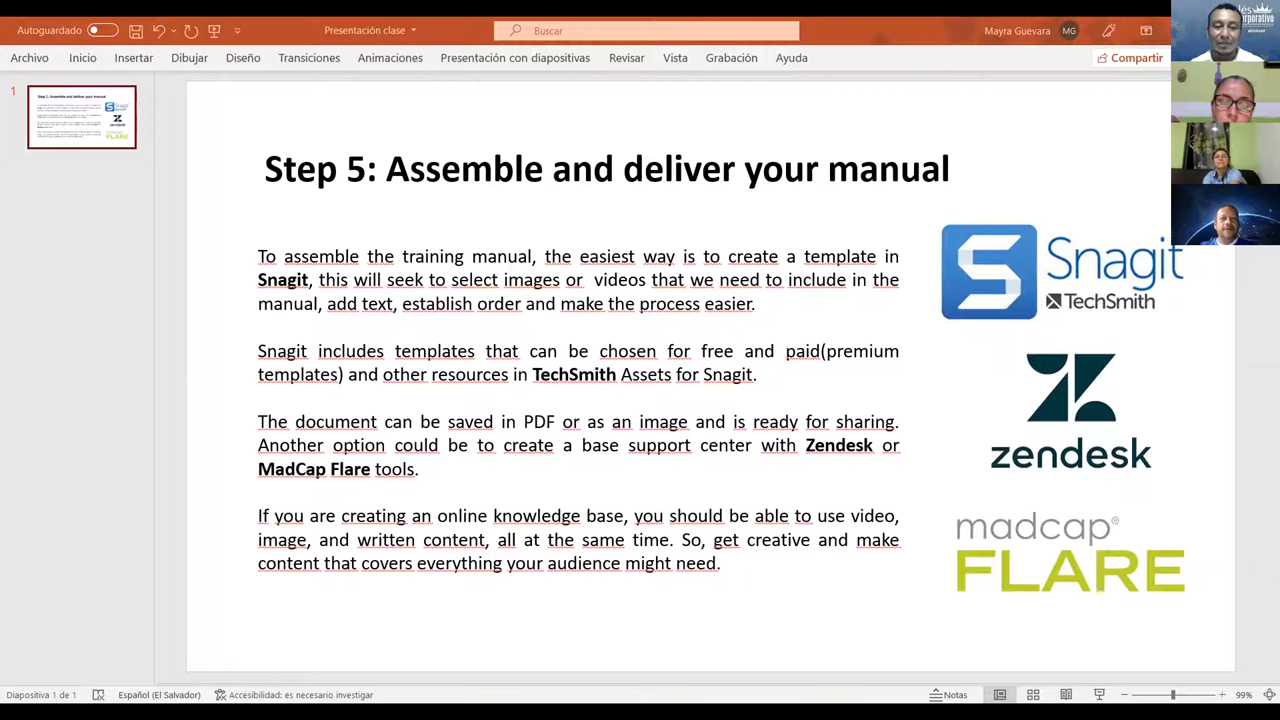 Autoguardado
Presentación clase
Buscar
Mayra Guevara
MG
Archivo Inicio Insertar Dibujar Diseño Transiciones Animaciones Presentación con diapositivas Revisar Vista Grabación Ayuda
Compartir
1
Step 5: Assemble and deliver your manual
To assemble the training manual, the easiest way is to create a template in
Snagit, this will seek to select images or videos that we need to include in the
manual, add text, establish order and make the process easier.
Snagit includes templates that can be chosen for free and paid(premium
templates) and other resources in TechSmith Assets for Snagit.
The document can be saved in PDF or as an image and is ready for sharing.
Another option could be to create a base support center with Zendesk or
MadCap Flare tools.
If you are creating an online knowledge base, you should be able to use video,
image, and written content, all at the same time. So, get creative and make
content that covers everything your audience might need.
Snagit
TechSmith
zendesk
madcap®
FLARE
Diapositiva 1 de 1
Español (El Salvador)
Accesibilidad: es necesario investigar
Notas
99%